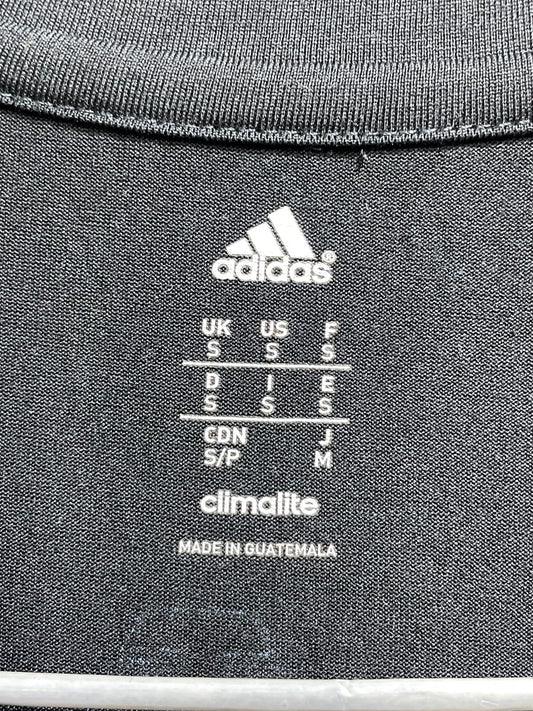 adidas®
UK US F
S S S
D I E
S S S
CDN J
S/P M
climalite
MADE IN GUATEMALA